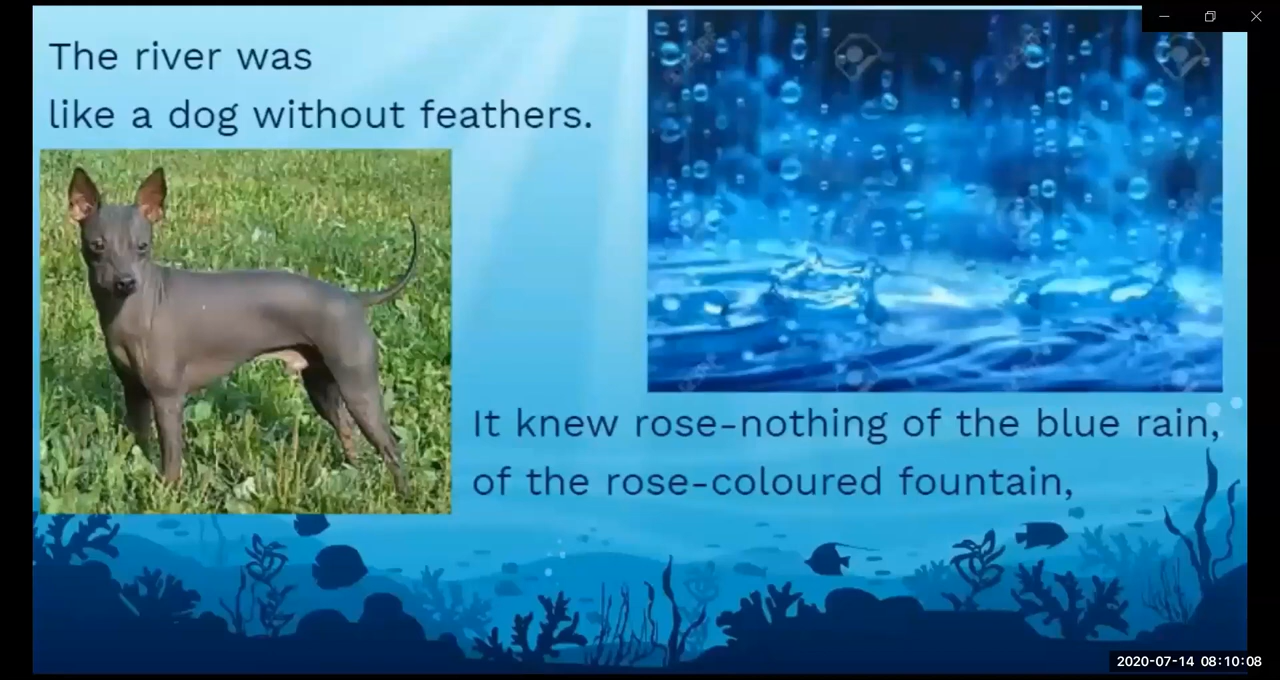 The river was
like a dog without feathers.
It knew rose-nothing of the blue rain,
of the rose-coloured fountain,
2020-07-14 08:10:08